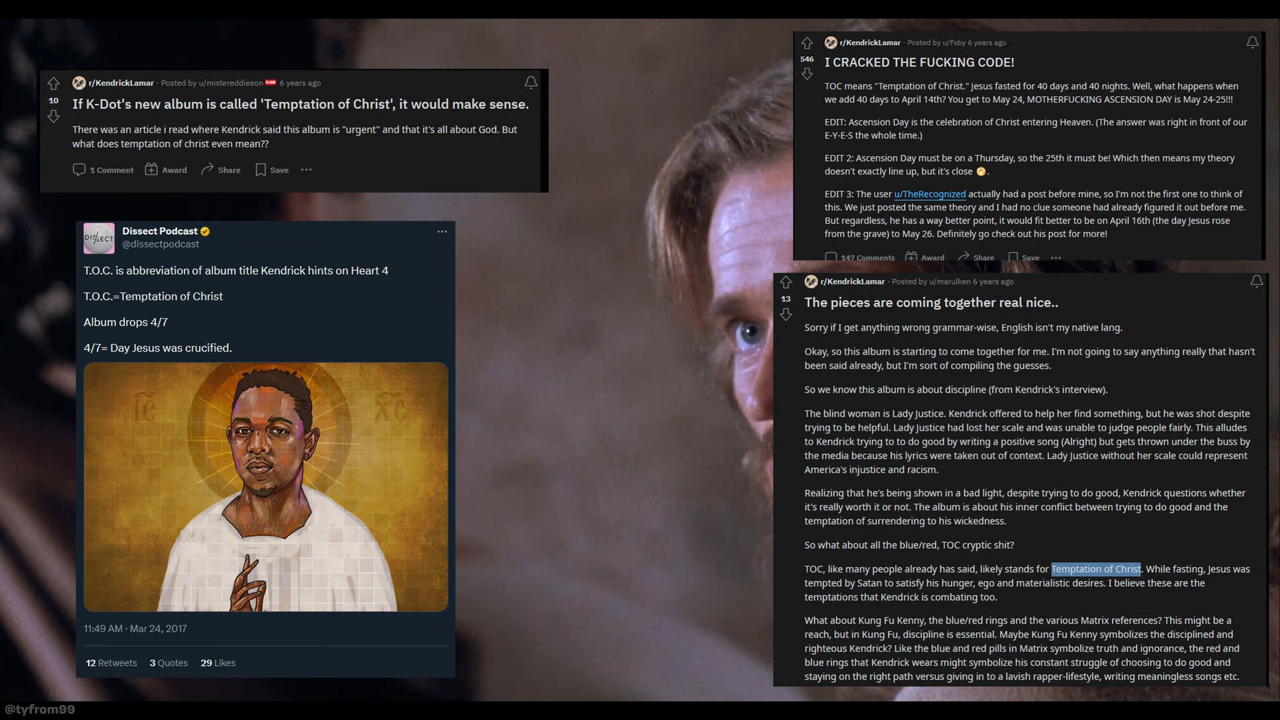 r/KendrickLamar · Posted by u/mistereddieson 6 years ago
10
If K-Dot's new album is called 'Temptation of Christ', it would make sense.
There was an article i read where Kendrick said this album is "urgent" and that it's all about God. But
what does temptation of christ even mean??
1 Comment Award Share Save ...
DISSECT
Dissect Podcast
@dissectpodcast
...
T.O.C. is abbreviation of album title Kendrick hints on Heart 4
T.O.C.=Temptation of Christ
Album drops 4/7
4/7= Day Jesus was crucified.
11:49 AM · Mar 24, 2017
12 Retweets 3 Quotes 29 Likes
r/KendrickLamar · Posted by u/Fxby 6 years ago
546
I CRACKED THE FUCKING CODE!
TOC means "Temptation of Christ." Jesus fasted for 40 days and 40 nights. Well, what happens when
we add 40 days to April 14th? You get to May 24, MOTHERFUCKING ASCENSION DAY is May 24-25!!!
EDIT: Ascension Day is the celebration of Christ entering Heaven. (The answer was right in front of our
E-Y-E-S the whole time.)
EDIT 2: Ascension Day must be on a Thursday, so the 25th it must be! Which then means my theory
doesn't exactly line up, but it's close 🤔.
EDIT 3: The user u/TheRecognized actually had a post before mine, so I'm not the first one to think of
this. We just posted the same theory and I had no clue someone had already figured it out before me.
But regardless, he has a way better point, it would fit better to be on April 16th (the day Jesus rose
from the grave) to May 26. Definitely go check out his post for more!
147 Comments Award Share Save ...
r/KendrickLamar · Posted by u/marulken 6 years ago
13
The pieces are coming together real nice..
Sorry if I get anything wrong grammar-wise, English isn't my native lang.
Okay, so this album is starting to come together for me. I'm not going to say anything really that hasn't
been said already, but I'm sort of compiling the guesses.
So we know this album is about discipline (from Kendrick's interview).
The blind woman is Lady Justice. Kendrick offered to help her find something, but he was shot despite
trying to be helpful. Lady Justice had lost her scale and was unable to judge people fairly. This alludes
to Kendrick trying to to do good by writing a positive song (Alright) but gets thrown under the buss by
the media because his lyrics were taken out of context. Lady Justice without her scale could represent
America's injustice and racism.
Realizing that he's being shown in a bad light, despite trying to do good, Kendrick questions whether
it's really worth it or not. The album is about his inner conflict between trying to do good and the
temptation of surrendering to his wickedness.
So what about all the blue/red, TOC cryptic shit?
TOC, like many people already has said, likely stands for Temptation of Christ. While fasting, Jesus was
tempted by Satan to satisfy his hunger, ego and materialistic desires. I believe these are the
temptations that Kendrick is combating too.
What about Kung Fu Kenny, the blue/red rings and the various Matrix references? This might be a
reach, but in Kung Fu, discipline is essential. Maybe Kung Fu Kenny symbolizes the disciplined and
righteous Kendrick? Like the blue and red pills in Matrix symbolize truth and ignorance, the red and
blue rings that Kendrick wears might symbolize his constant struggle of choosing to do good and
staying on the right path versus giving in to a lavish rapper-lifestyle, writing meaningless songs etc.
@tyfrom99